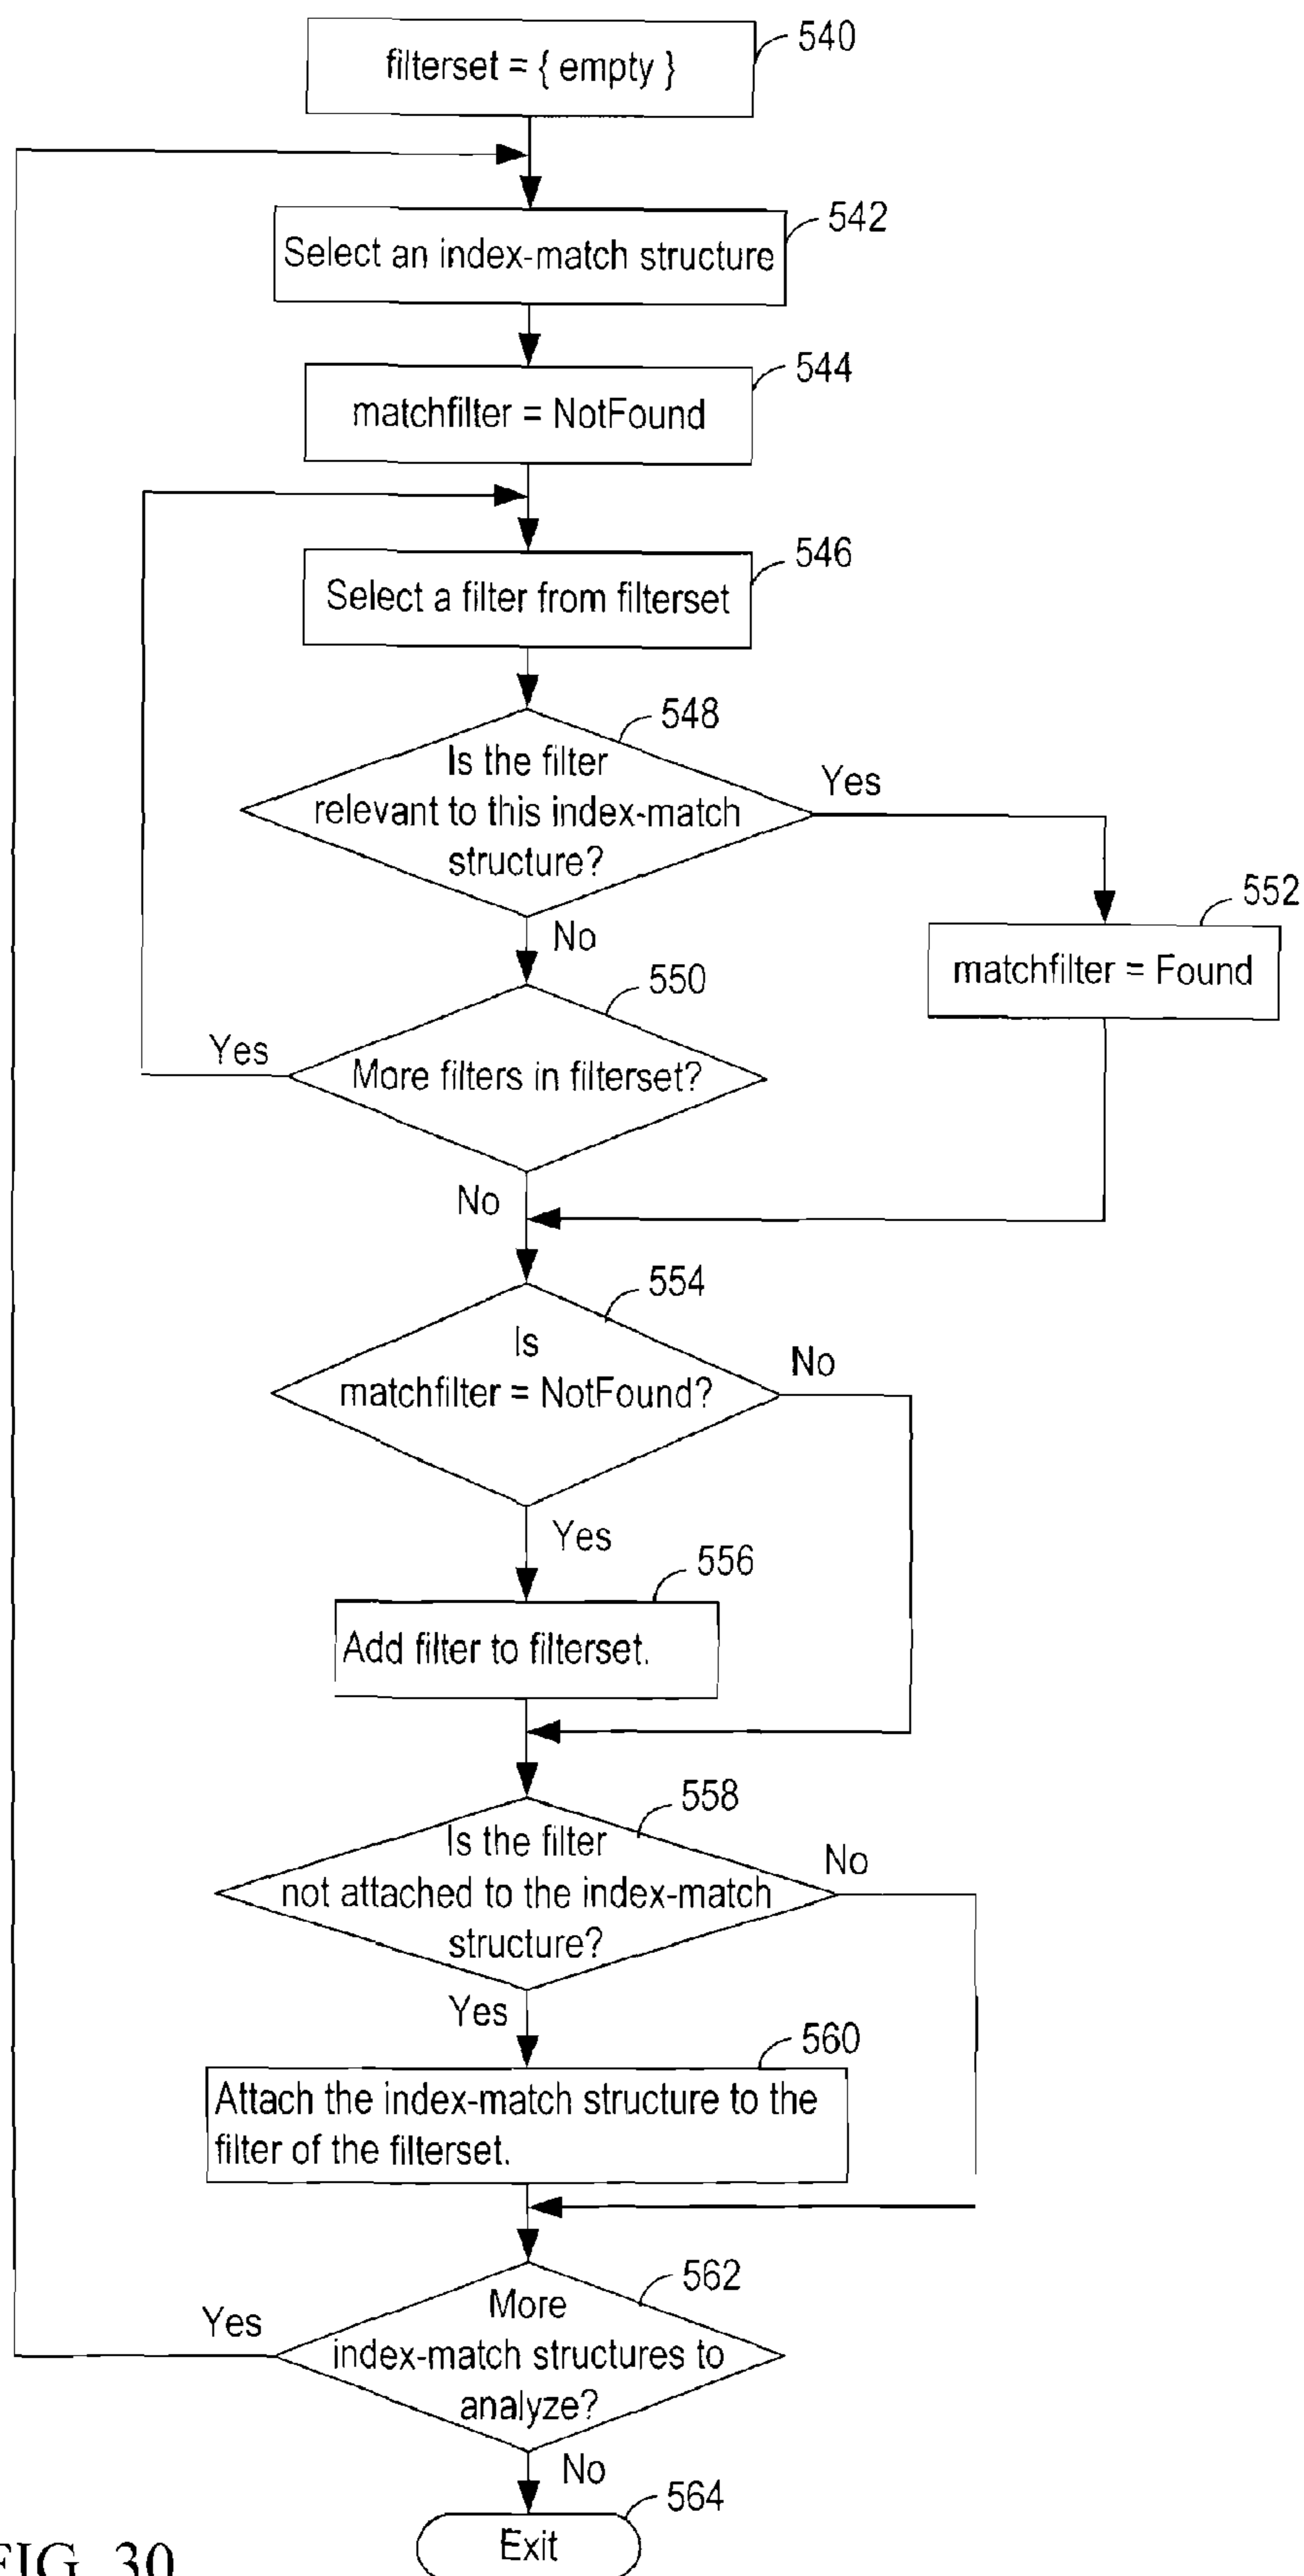 540
filterset = { empty }
542
Select an index-match structure
544
matchfilter = NotFound
546
Select a filter from filterset
548
Is the filter
relevant to this index-match
structure?
Yes
552
No
matchfilter = Found
550
Yes
More filters in filterset?
No
554
Is
matchfilter = NotFound?
No
Yes
556
Add filter to filterset.
558
Is the filter
not attached to the index-match
structure?
No
Yes
560
Attach the index-match structure to the
filter of the filterset.
562
Yes
More
index-match structures to
analyze?
No
564
Exit
FIG. 30